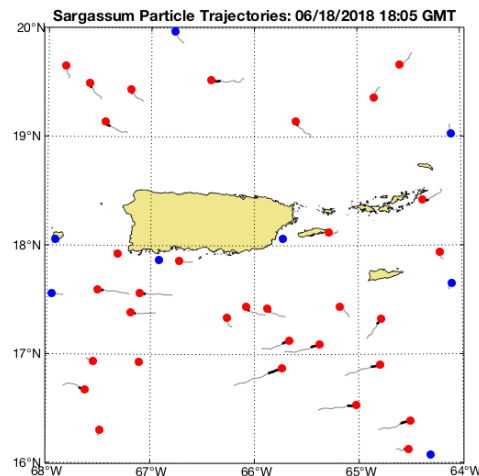 Sargassum Particle Trajectories: 06/18/2018 18:05 GMT
20°N
19°N
18°N
17°N
16°N
68°W 67°W 66°W 65°W 64°W